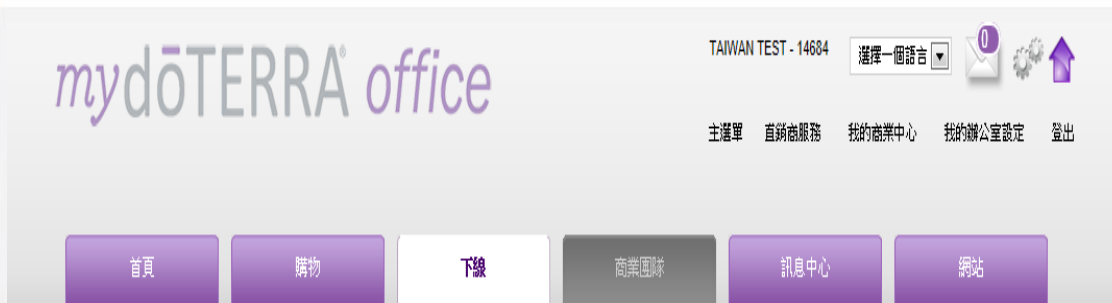 TAIWAN TEST - 14684 選擇一個語言 0
mydōTERRA® office
主選單 直銷商服務 我的商業中心 我的辦公室設定 登出
首頁 購物 下線 商業團隊 訊息中心 網站